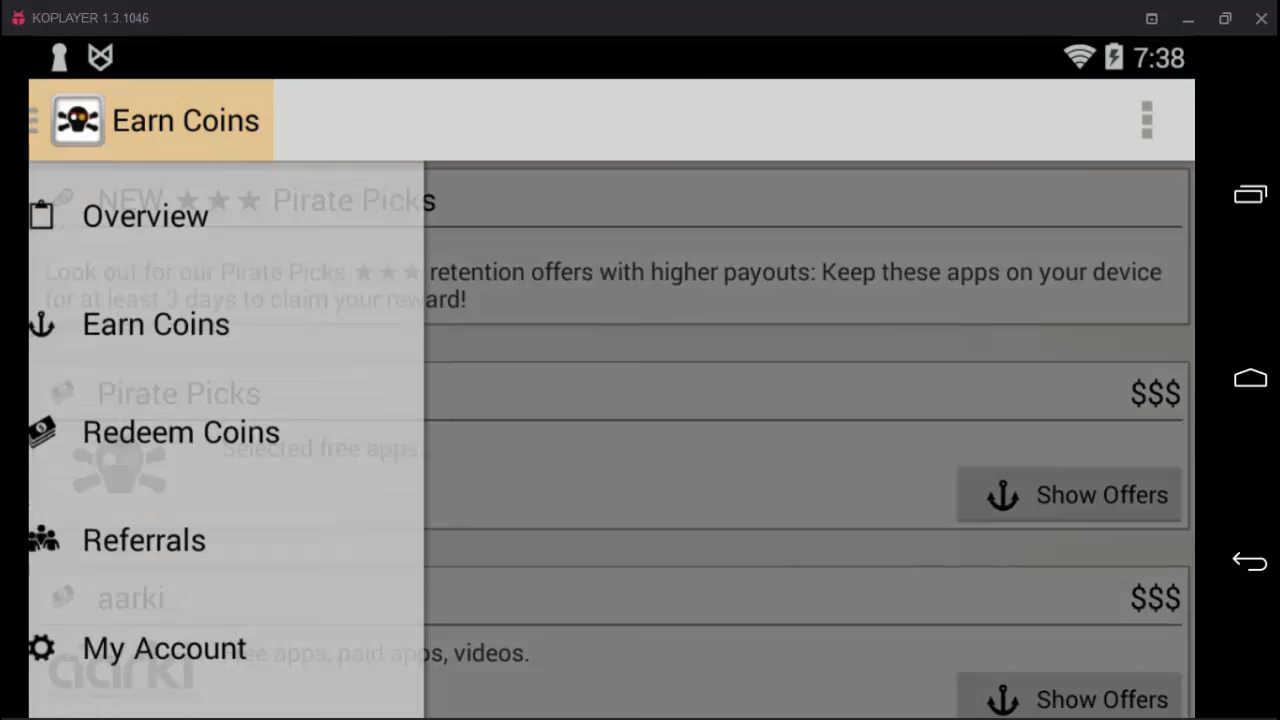 KOPLAYER 1.3.1046
7:38
Earn Coins
NEW ★★★ Pirate Picks
Overview
Look out for our Pirate Picks ★★★ retention offers with higher payouts: Keep these apps on your device
for at least 3 days to claim your reward!
Earn Coins
Pirate Picks
$$$
Redeem Coins
Selected free apps.
Show Offers
Referrals
aarki
$$$
My Account
Free apps, paid apps, videos.
aarki
Show Offers